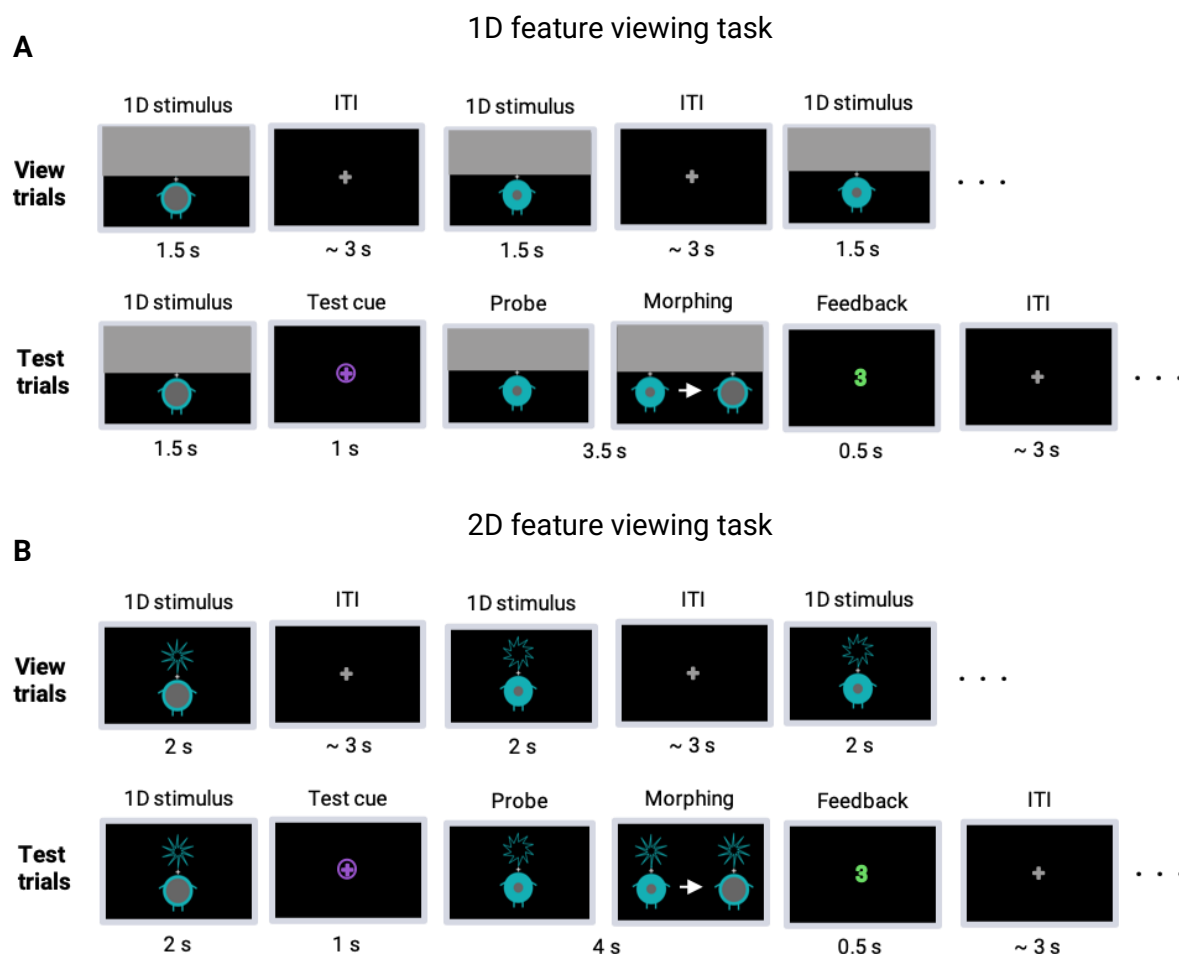 1D feature viewing task
A
1D stimulus ITI 1D stimulus ITI 1D stimulus
View
trials
. . .
1.5 s ~ 3 s 1.5 s ~ 3 s 1.5 s
1D stimulus Test cue Probe Morphing Feedback ITI
Test
trials
3
. . .
1.5 s 1 s 3.5 s 0.5 s ~ 3 s
2D feature viewing task
B
1D stimulus ITI 1D stimulus ITI 1D stimulus
View
trials
. . .
2 s ~ 3 s 2 s ~ 3 s 2 s
1D stimulus Test cue Probe Morphing Feedback ITI
Test
trials
3
. . .
2 s 1 s 4 s 0.5 s ~ 3 s